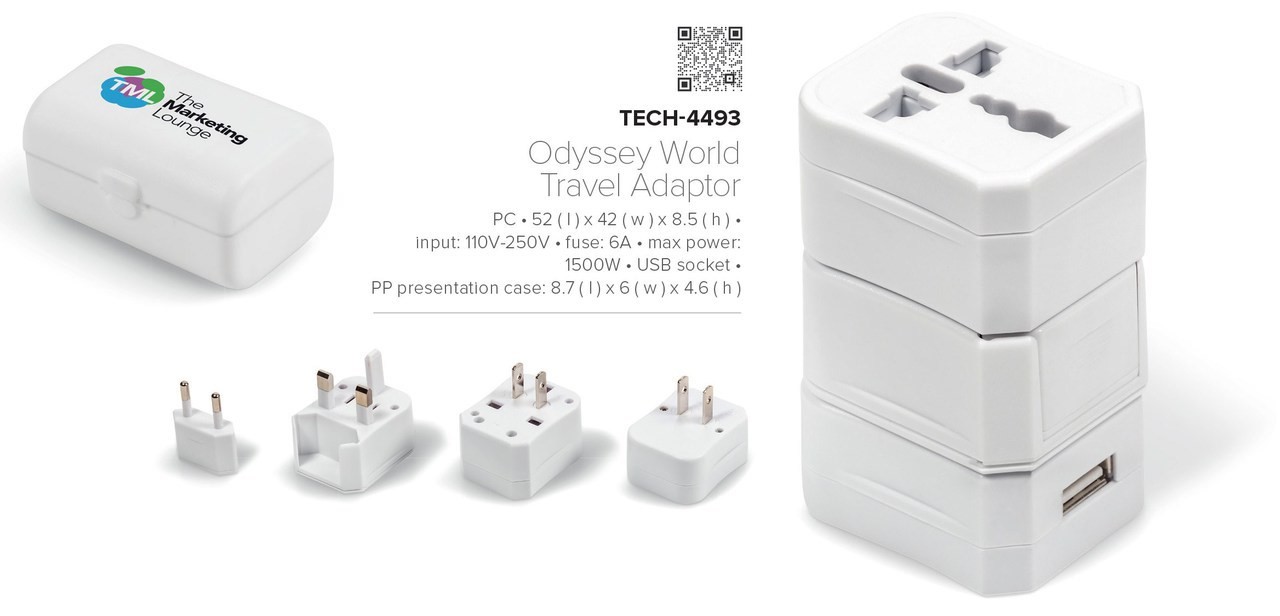 TML
The
Marketing
Lounge
TECH-4493
Odyssey World
Travel Adaptor
PC • 52 ( l ) x 42 ( w ) x 8.5 ( h ) •
input: 110V-250V • fuse: 6A • max power:
1500W • USB socket •
PP presentation case: 8.7 ( l ) x 6 ( w ) x 4.6 ( h )